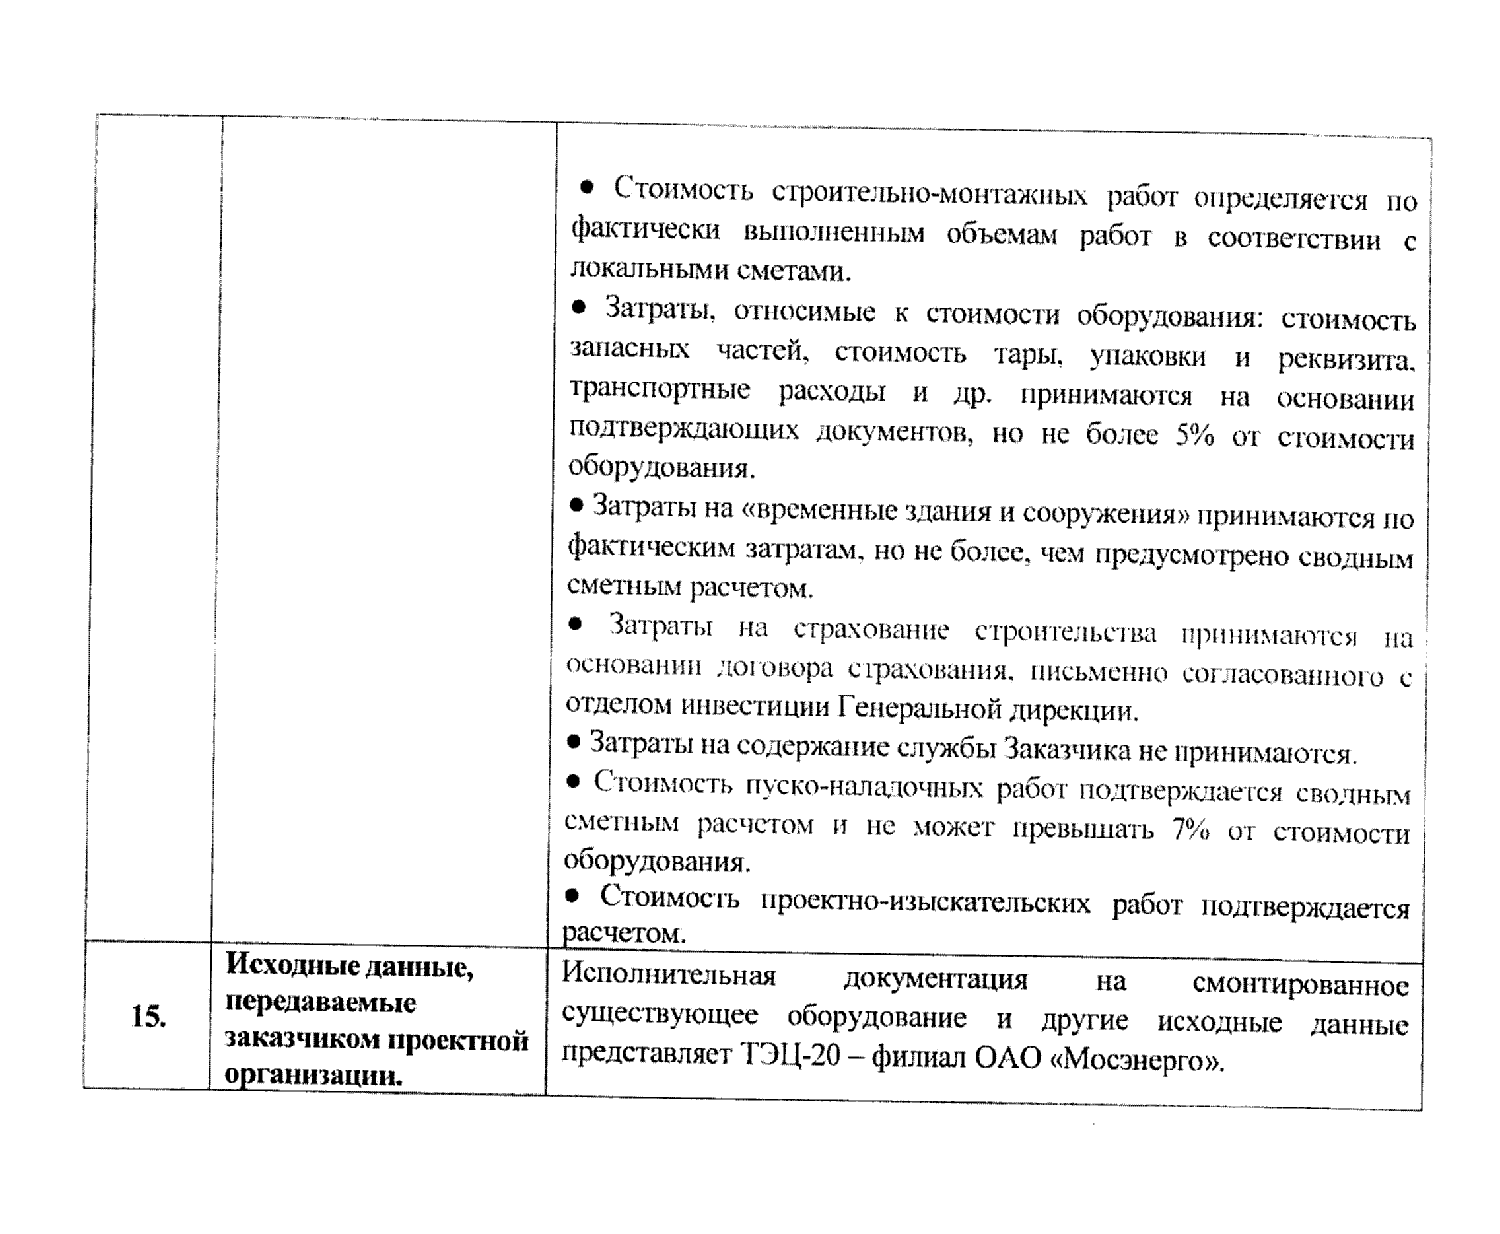 ● Стоимость строительно-монтажных работ определяется по
фактически выполненным объемам работ в соответствии с
локальными сметами.
● Затраты, относимые к стоимости оборудования: стоимость
запасных частей, стоимость тары, упаковки и реквизита,
транспортные расходы и др. принимаются на основании
подтверждающих документов, но не более 5% от стоимости
оборудования.
● Затраты на «временные здания и сооружения» принимаются по
фактическим затратам, но не более, чем предусмотрено сводным
сметным расчетом.
● Затраты на страхование строительства принимаются на
основании договора страхования, письменно согласованного с
отделом инвестиции Генеральной дирекции.
● Затраты на содержание службы Заказчика не принимаются.
● Стоимость пуско-наладочных работ подтверждается сводным
сметным расчетом и не может превышать 7% от стоимости
оборудования.
● Стоимость проектно-изыскательских работ подтверждается
расчетом.
15.
Исходные данные,
передаваемые
заказчиком проектной
организации.
Исполнительная документация на смонтированное
существующее оборудование и другие исходные данные
представляет ТЭЦ-20 – филиал ОАО «Мосэнерго».